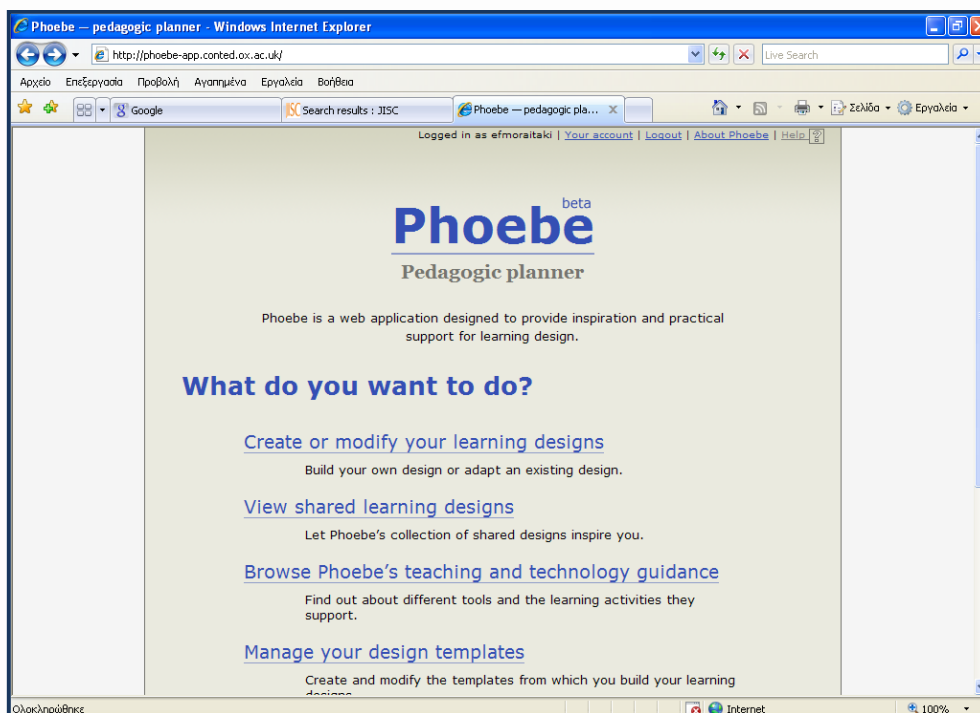 Phoebe — pedagogic planner - Windows Internet Explorer
http://phoebe-app.conted.ox.ac.uk/
Live Search
Αρχείο Επεξεργασία Προβολή Αγαπημένα Εργαλεία Βοήθεια
Google
Search results : JISC
Phoebe — pedagogic pla...
Σελίδα
Εργαλεία
Logged in as efmoraitaki | Your account | Logout | About Phoebe | Help ?
beta
Phoebe
Pedagogic planner
Phoebe is a web application designed to provide inspiration and practical
support for learning design.
What do you want to do?
Create or modify your learning designs
Build your own design or adapt an existing design.
View shared learning designs
Let Phoebe’s collection of shared designs inspire you.
Browse Phoebe’s teaching and technology guidance
Find out about different tools and the learning activities they
support.
Manage your design templates
Create and modify the templates from which you build your learning
designs.
Ολοκληρώθηκε
Internet
100%